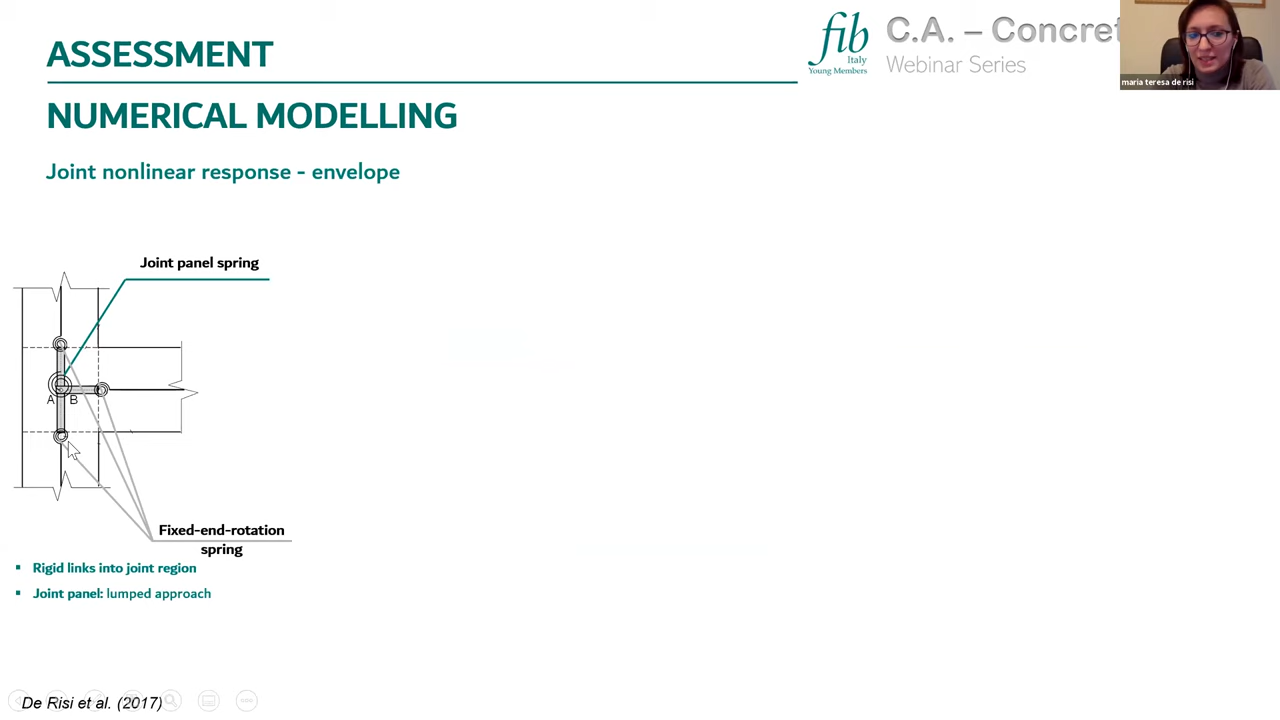 ASSESSMENT
fib
Italy
Young Members
C.A. – Concret
Webinar Series
maria teresa de risi
NUMERICAL MODELLING
Joint nonlinear response - envelope
Joint panel spring
A B
Fixed-end-rotation
spring
▪ Rigid links into joint region
▪ Joint panel: lumped approach
De Risi et al. (2017)